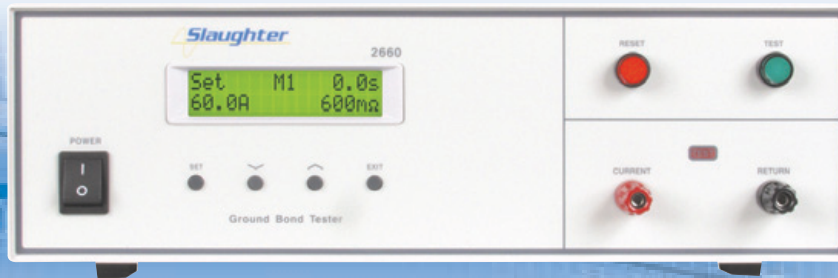 Slaughter
2660
Set M1 0.0s
60.0A 600mΩ
POWER
SET EXIT
Ground Bond Tester
RESET TEST
CURRENT RETURN